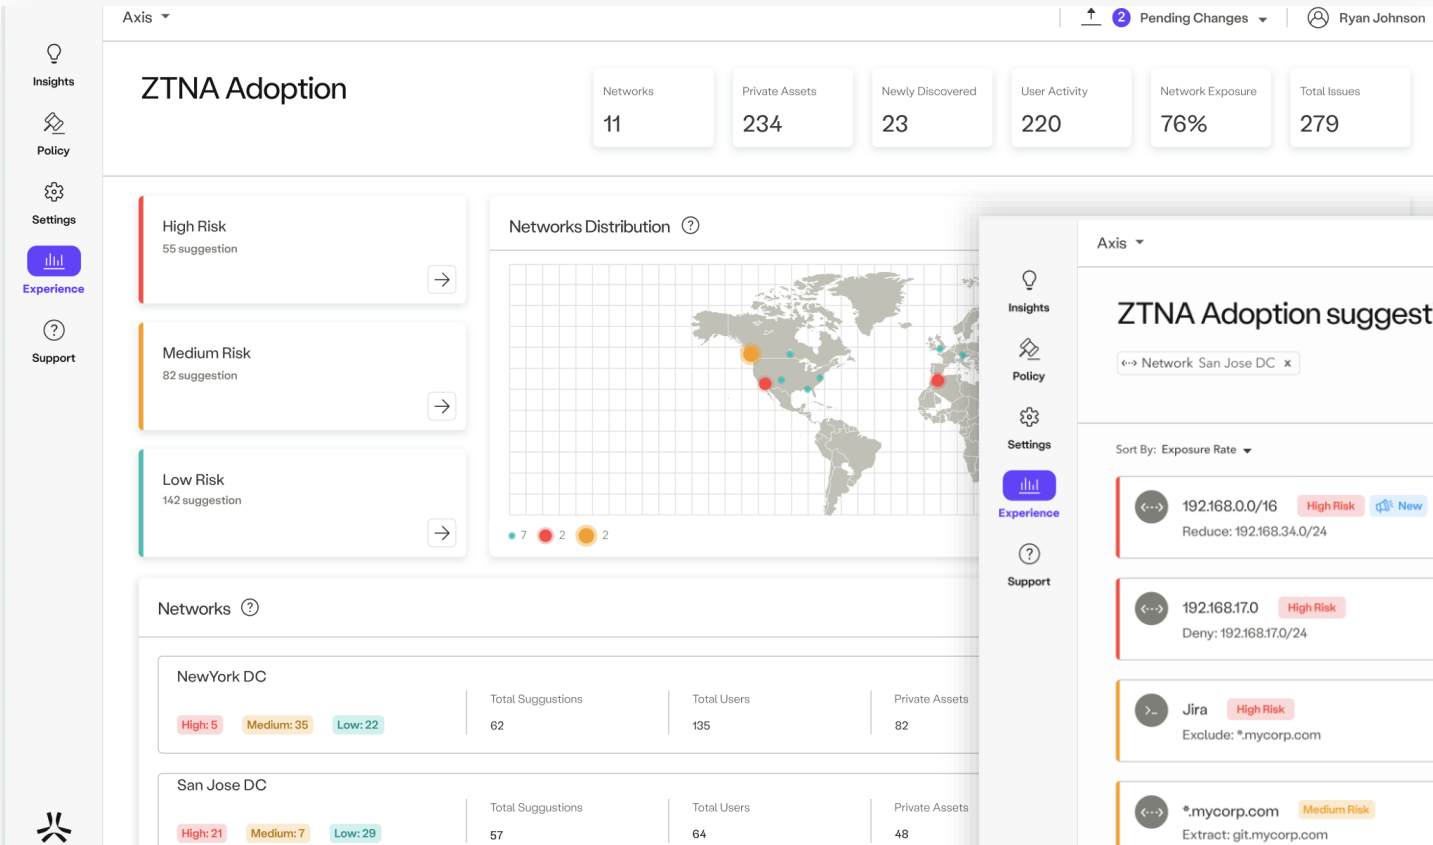 Axis
2 Pending Changes
Ryan Johnson
Insights
Policy
Settings
Experience
Support
ZTNA Adoption
Networks
11
Private Assets
234
Newly Discovered
23
User Activity
220
Network Exposure
76%
Total Issues
279
High Risk
55 suggestion
Medium Risk
82 suggestion
Low Risk
142 suggestion
Networks Distribution ?
7 2 2
Networks ?
NewYork DC
High: 5 Medium: 35 Low: 22
Total Suggustions
62
Total Users
135
Private Assets
82
San Jose DC
High: 21 Medium: 7 Low: 29
Total Suggustions
57
Total Users
64
Private Assets
48
Axis
Insights
Policy
Settings
Experience
Support
ZTNA Adoption suggest
Network San Jose DC x
Sort By: Exposure Rate
192.168.0.0/16 High Risk New
Reduce: 192.168.34.0/24
192.168.17.0 High Risk
Deny: 192.168.17.0/24
Jira High Risk
Exclude: *.mycorp.com
*.mycorp.com Medium Risk
Extract: git.mycorp.com